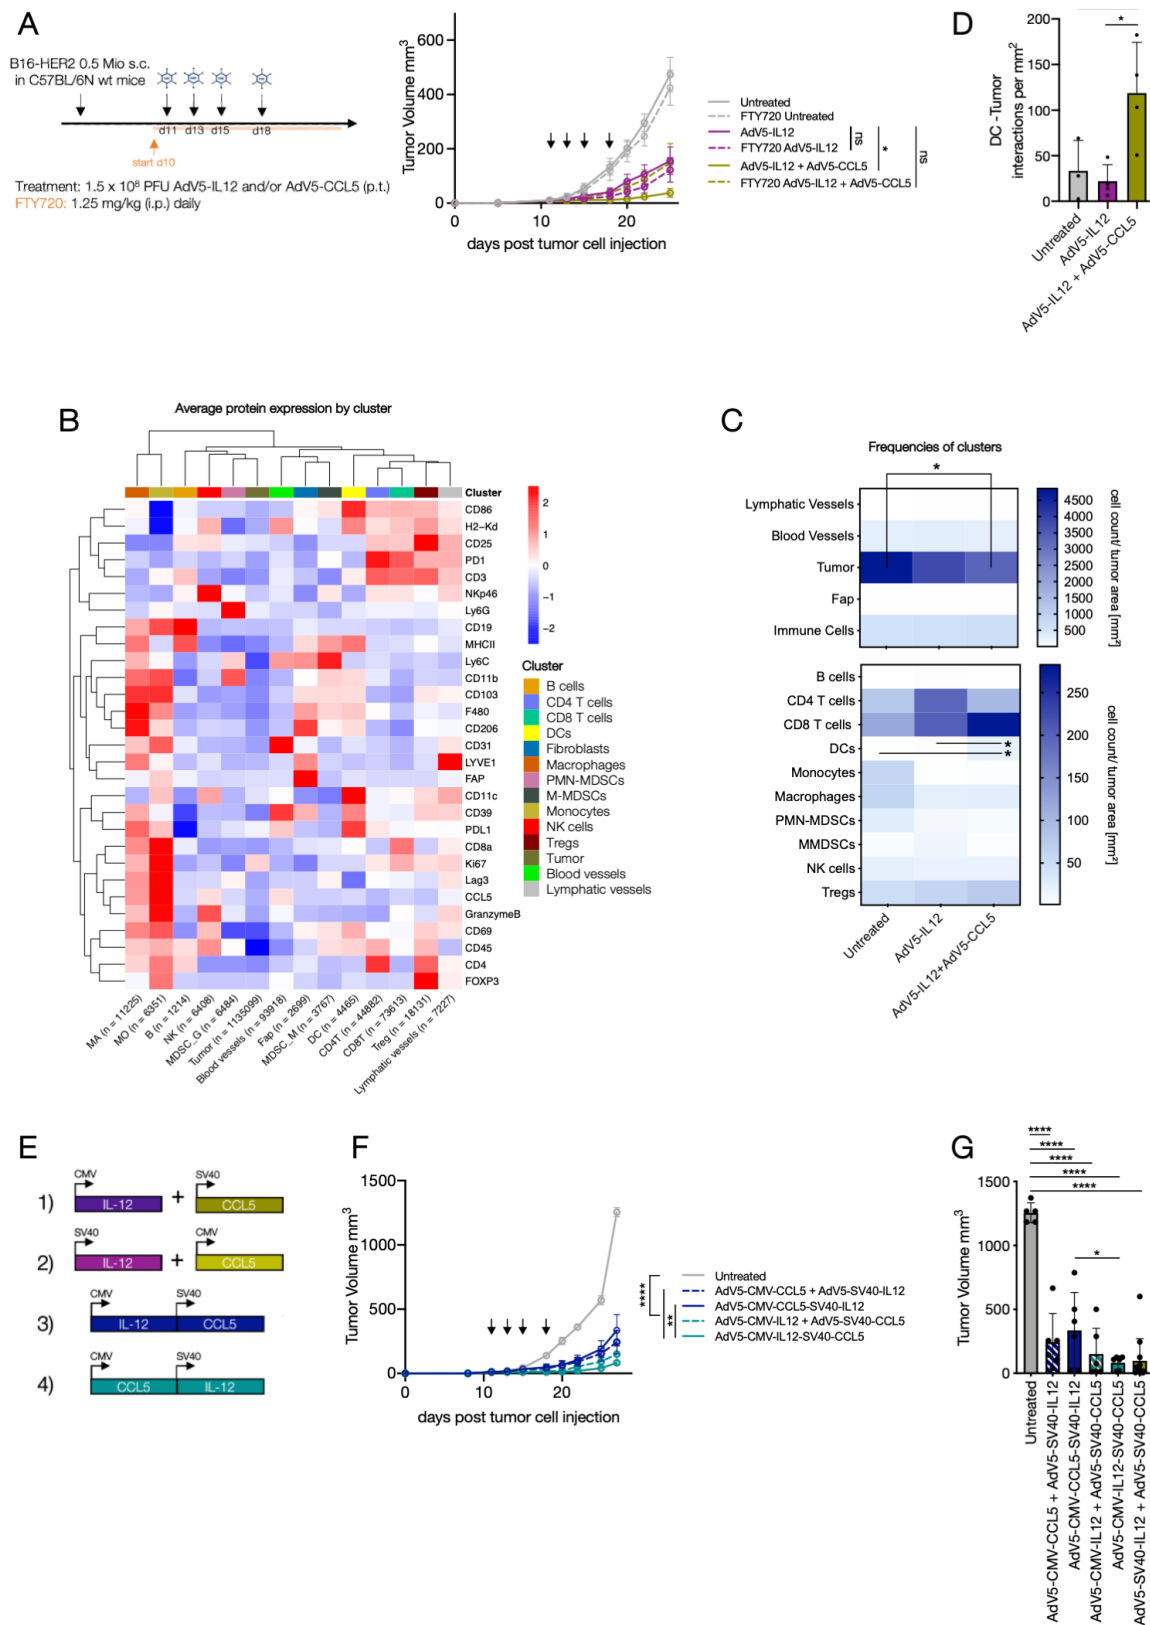 A
B16-HER2 0.5 Mio s.c.
in C57BL/6N wt mice
d11
d13
d15
d18
start d10
Treatment: 1.5 x 10⁸ PFU AdV5-IL12 and/or AdV5-CCL5 (p.t.)
FTY720: 1.25 mg/kg (i.p.) daily
Tumor Volume mm³
600
400
200
0
0
10
20
days post tumor cell injection
Untreated
FTY720 Untreated
AdV5-IL12
FTY720 AdV5-IL12
AdV5-IL12 + AdV5-CCL5
FTY720 AdV5-IL12 + AdV5-CCL5
ns
*
ns
D
DC -Tumor
interactions per mm²
200
150
100
50
0
*
Untreated
AdV5-IL12
AdV5-IL12 + AdV5-CCL5
B
Average protein expression by cluster
Cluster
CD86
H2-Kd
CD25
PD1
CD3
NKp46
Ly6G
CD19
MHCII
Ly6C
CD11b
CD103
F480
CD206
CD31
LYVE1
FAP
CD11c
CD39
PDL1
CD8a
Ki67
Lag3
CCL5
GranzymeB
CD69
CD45
CD4
FOXP3
MA (n = 11225)
MO (n = 6351)
B (n = 1214)
NK (n = 6408)
MDSC_G (n = 6484)
Tumor (n = 1135099)
Blood vessels (n = 93918)
Fap (n = 2699)
MDSC_M (n = 3767)
DC (n = 4465)
CD4T (n = 44882)
CD8T (n = 73613)
Treg (n = 18131)
Lymphatic vessels (n = 7227)
2
1
0
−1
−2
Cluster
B cells
CD4 T cells
CD8 T cells
DCs
Fibroblasts
Macrophages
PMN-MDSCs
M-MDSCs
Monocytes
NK cells
Tregs
Tumor
Blood vessels
Lymphatic vessels
C
Frequencies of clusters
*
Lymphatic Vessels
Blood Vessels
Tumor
Fap
Immune Cells
4500
4000
3500
3000
2500
2000
1500
1000
500
cell count/ tumor area [mm²]
B cells
CD4 T cells
CD8 T cells
DCs
Monocytes
Macrophages
PMN-MDSCs
MMDSCs
NK cells
Tregs
*
*
250
200
150
100
50
cell count/ tumor area [mm²]
Untreated
AdV5-IL12
AdV5-IL12+AdV5-CCL5
E
1)
CMV
IL-12
+
SV40
CCL5
2)
SV40
IL-12
+
CMV
CCL5
3)
CMV
IL-12
SV40
CCL5
4)
CMV
CCL5
SV40
IL-12
F
Tumor Volume mm³
1500
1000
500
0
0
10
20
days post tumor cell injection
****
**
Untreated
AdV5-CMV-CCL5 + AdV5-SV40-IL12
AdV5-CMV-CCL5-SV40-IL12
AdV5-CMV-IL12 + AdV5-SV40-CCL5
AdV5-CMV-IL12-SV40-CCL5
G
****
****
****
****
****
*
Tumor Volume mm³
1500
1000
500
0
Untreated
AdV5-CMV-CCL5 + AdV5-SV40-IL12
AdV5-CMV-CCL5-SV40-IL12
AdV5-CMV-IL12 + AdV5-SV40-CCL5
AdV5-CMV-IL12-SV40-CCL5
AdV5-SV40-IL12 + AdV5-SV40-CCL5